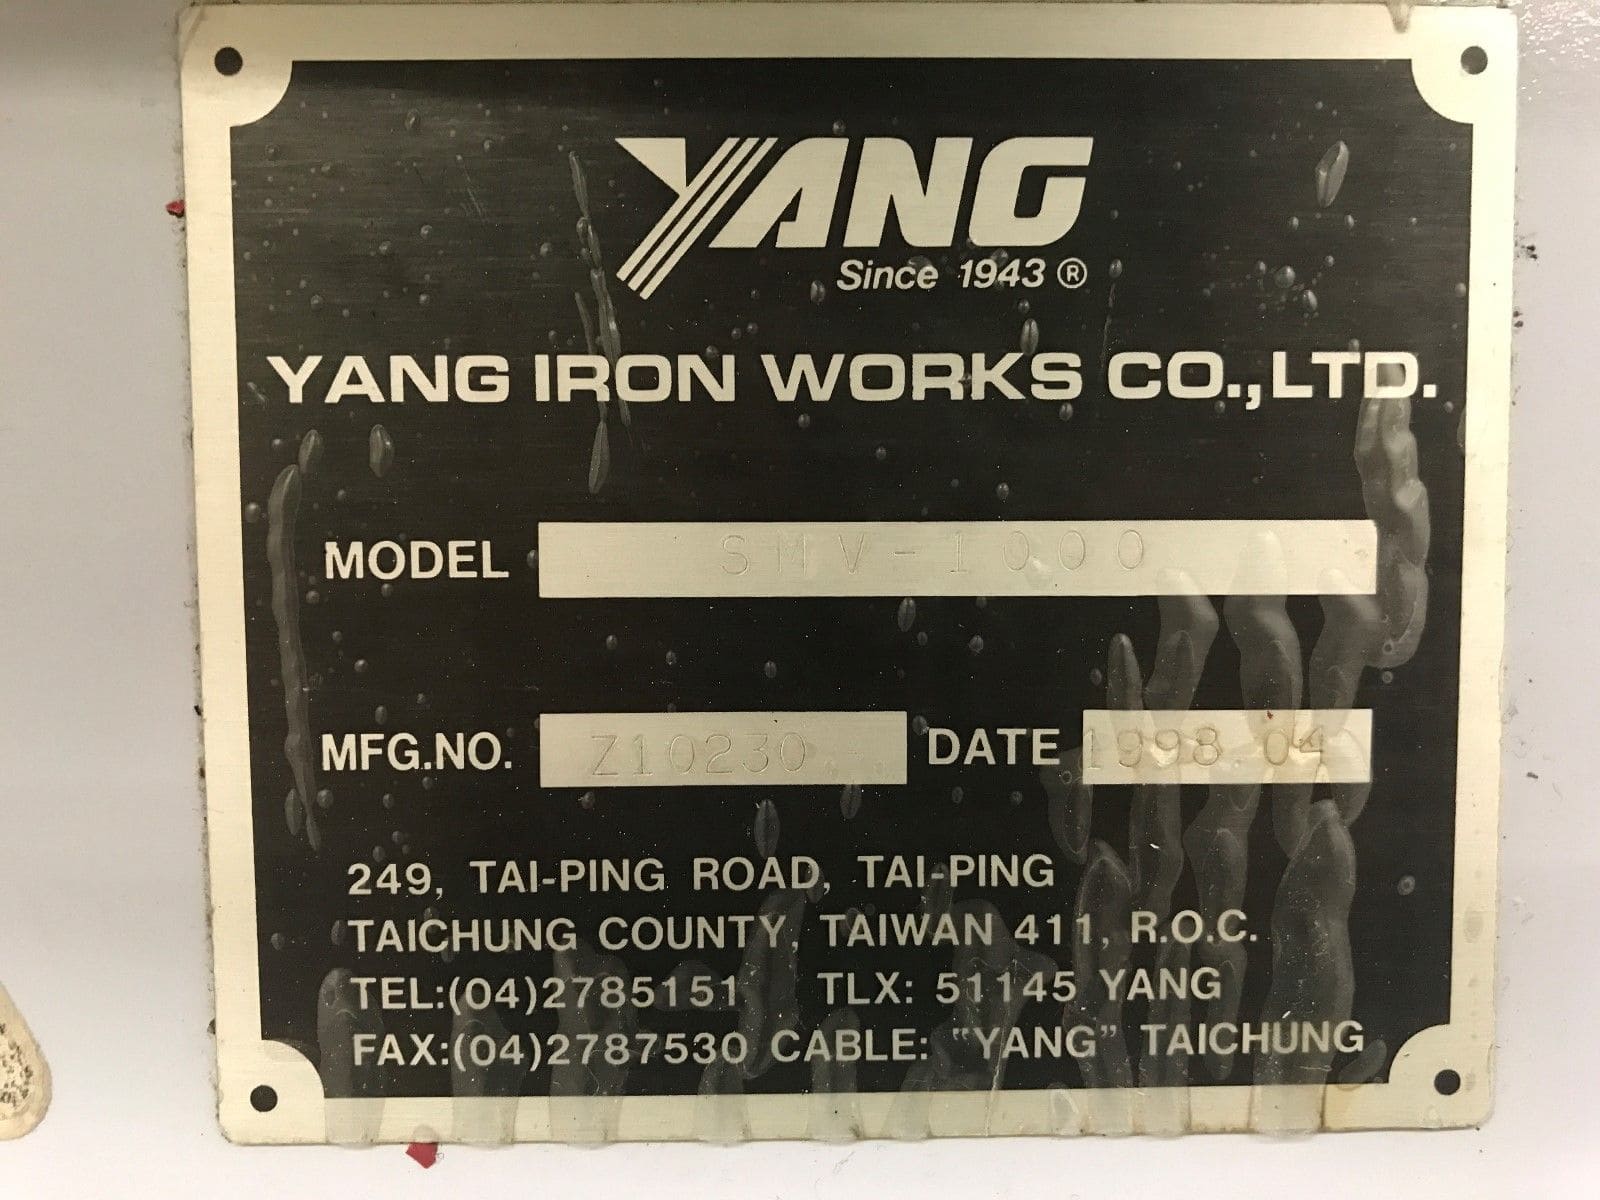 YANG
Since 1943 ®
YANG IRON WORKS CO.,LTD.
MODEL SMV-1000
MFG.NO. Z10230 DATE 1998 04
249, TAI-PING ROAD, TAI-PING
TAICHUNG COUNTY, TAIWAN 411, R.O.C.
TEL:(04)2785151 TLX: 51145 YANG
FAX:(04)2787530 CABLE: "YANG" TAICHUNG